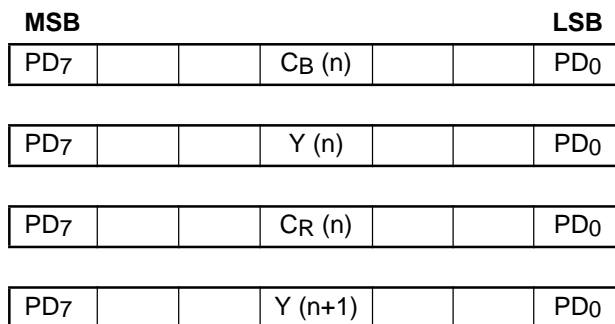 MSB LSB
PD7 CB (n) PD0
PD7 Y (n) PD0
PD7 CR (n) PD0
PD7 Y (n+1) PD0